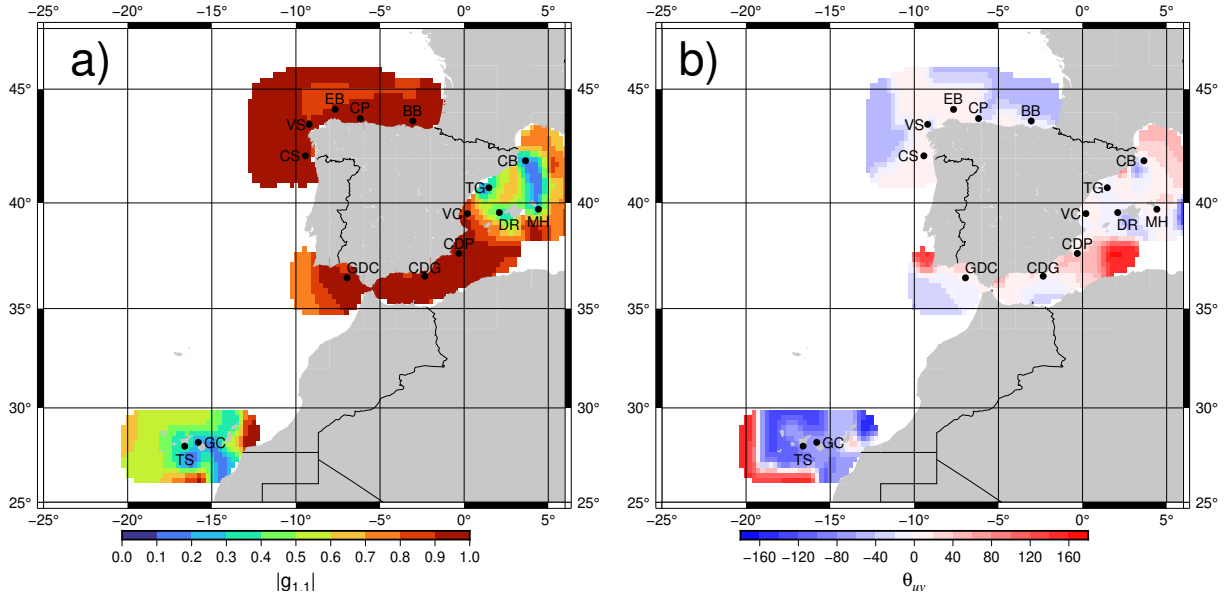 −25° −20° −15° −10° −5° 0° 5°
a)
45°
EB
CP
BB
VS
CS
CB
TG
40°
VC
DR
MH
CDP
GDC
CDG
35°
30°
GC
TS
25°
−25° −20° −15° −10° −5° 0° 5°
0.0 0.1 0.2 0.3 0.4 0.5 0.6 0.7 0.8 0.9 1.0
|g1,1|
−25° −20° −15° −10° −5° 0° 5°
b)
45° 45°
EB
CP
BB
VS
CS
CB
TG
40° 40°
VC
DR
MH
CDP
GDC
CDG
35° 35°
30° 30°
GC
TS
25° 25°
−25° −20° −15° −10° −5° 0° 5°
−160 −120 −80 −40 0 40 80 120 160
θuv